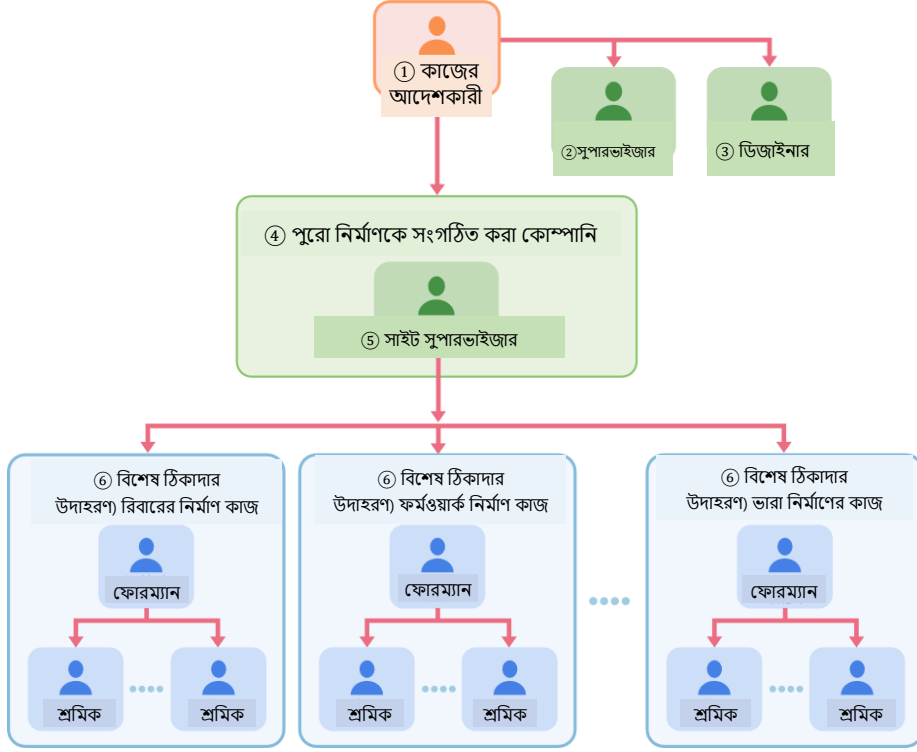 ① কাজের
আদেশকারী
②সুপারভাইজার
③ ডিজাইনার
④ পুরো নির্মাণকে সংগঠিত করা কোম্পানি
⑤ সাইট সুপারভাইজার
⑥ বিশেষ ঠিকাদার
উদাহরণ) রিবারের নির্মাণ কাজ
ফোরম্যান
শ্রমিক
শ্রমিক
⑥ বিশেষ ঠিকাদার
উদাহরণ) ফর্মওয়ার্ক নির্মাণ কাজ
ফোরম্যান
শ্রমিক
শ্রমিক
⑥ বিশেষ ঠিকাদার
উদাহরণ) ভারা নির্মাণের কাজ
ফোরম্যান
শ্রমিক
শ্রমিক